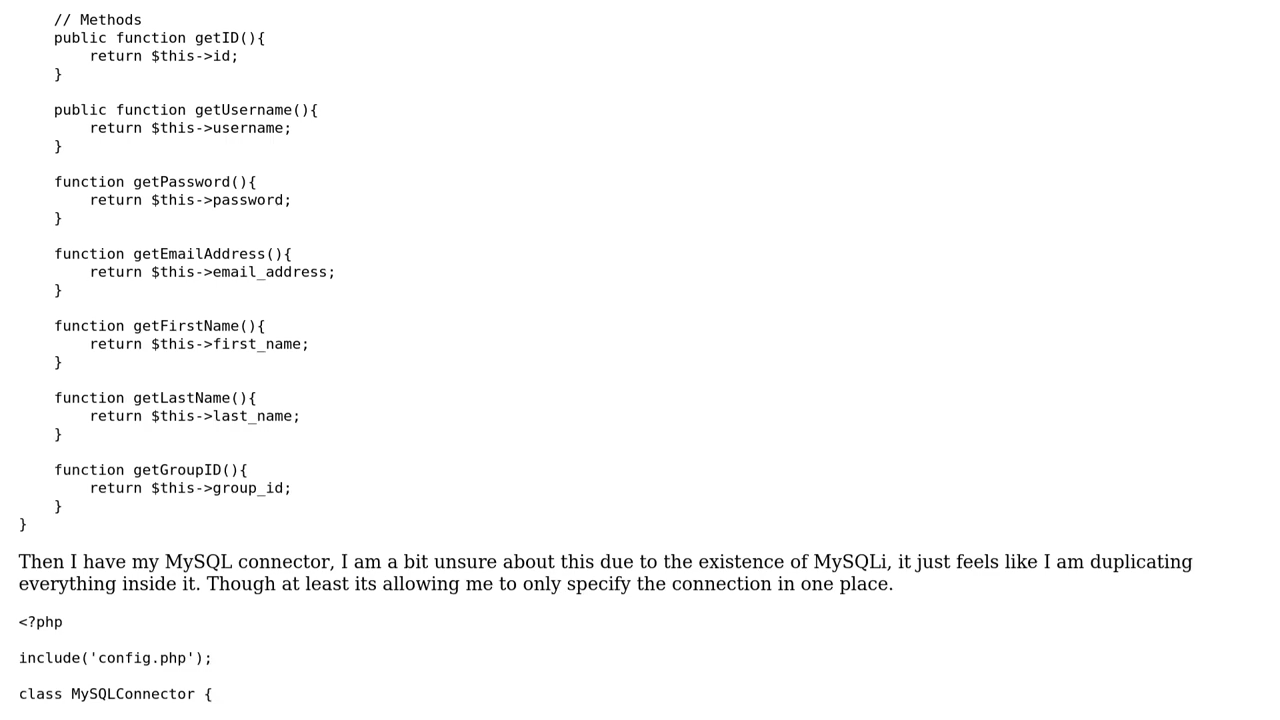 // Methods
    public function getID(){
        return $this->id;
    }

    public function getUsername(){
        return $this->username;
    }

    function getPassword(){
        return $this->password;
    }

    function getEmailAddress(){
        return $this->email_address;
    }

    function getFirstName(){
        return $this->first_name;
    }

    function getLastName(){
        return $this->last_name;
    }

    function getGroupID(){
        return $this->group_id;
    }
}
Then I have my MySQL connector, I am a bit unsure about this due to the existence of MySQLi, it just feels like I am duplicating
everything inside it. Though at least its allowing me to only specify the connection in one place.
<?php

include('config.php');

class MySQLConnector {